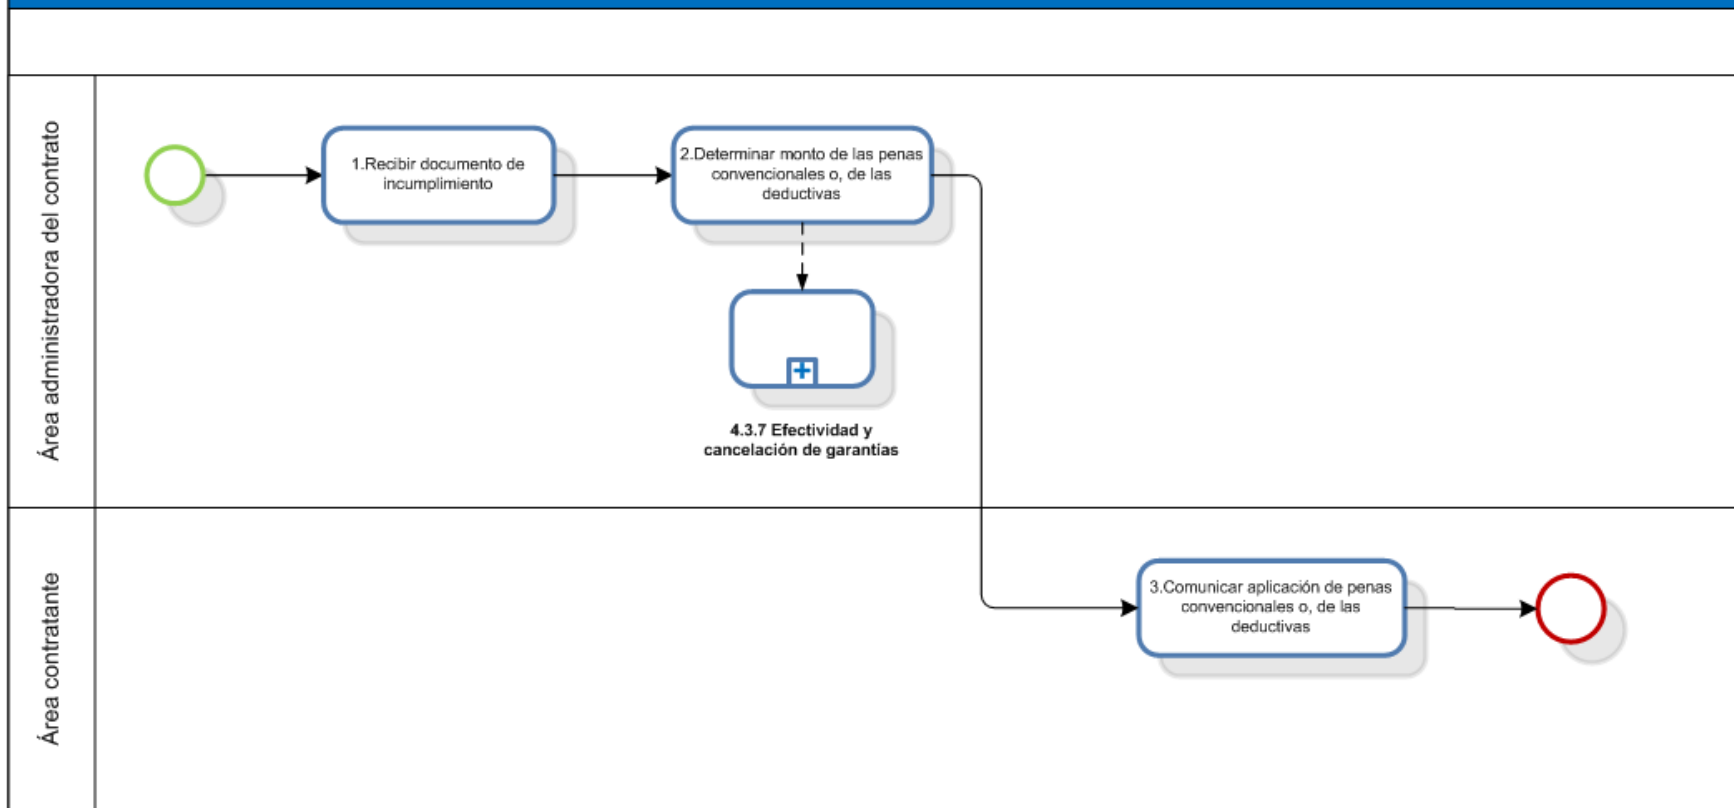 Área administradora del contrato
1.Recibir documento de
incumplimiento
2.Determinar monto de las penas
convencionales o, de las
deductivas
4.3.7 Efectividad y
cancelación de garantías
Área contratante
3.Comunicar aplicación de penas
convencionales o, de las
deductivas